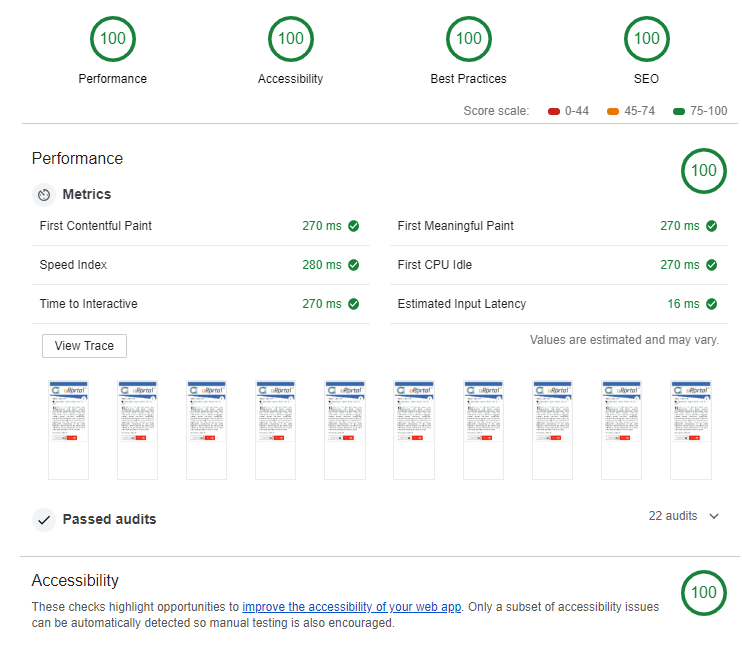 100 100 100 100
Performance Accessibility Best Practices SEO
Score scale: 0-44 45-74 75-100
Performance
100
Metrics
First Contentful Paint 270 ms First Meaningful Paint 270 ms
Speed Index 280 ms First CPU Idle 270 ms
Time to Interactive 270 ms Estimated Input Latency 16 ms
View Trace Values are estimated and may vary.
Passed audits 22 audits
Accessibility
100
These checks highlight opportunities to improve the accessibility of your web app. Only a subset of accessibility issues
can be automatically detected so manual testing is also encouraged.